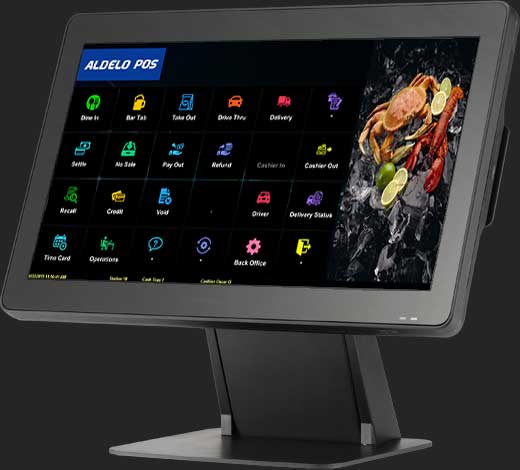 ALDELO POS
Dine In Bar Tab Take Out Drive Thru Delivery
Settle No Sale Pay Out Refund Cashier In Cashier Out
Recall Credit Void Driver Delivery Status
Time Card Operations Back Office